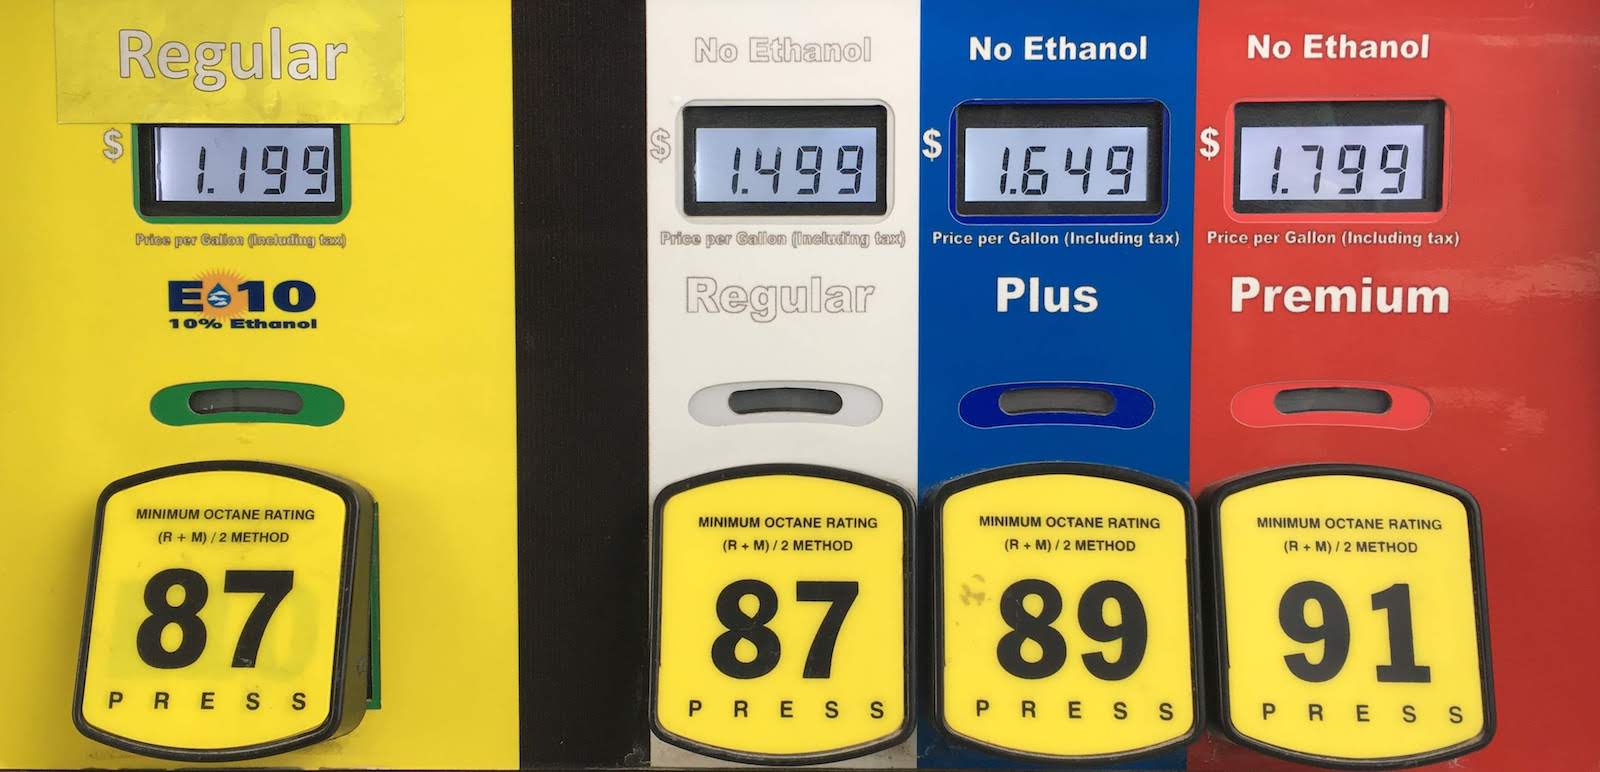 Regular
$ 1.199
Price per Gallon (Including tax)
E 10
10% Ethanol
MINIMUM OCTANE RATING
(R + M) / 2 METHOD
87
PRESS
No Ethanol
$ 1.499
Price per Gallon (Including tax)
Regular
MINIMUM OCTANE RATING
(R + M) / 2 METHOD
87
PRESS
No Ethanol
$ 1.649
Price per Gallon (Including tax)
Plus
MINIMUM OCTANE RATING
(R + M) / 2 METHOD
89
PRESS
No Ethanol
$ 1.799
Price per Gallon (Including tax)
Premium
MINIMUM OCTANE RATING
(R + M) / 2 METHOD
91
PRESS